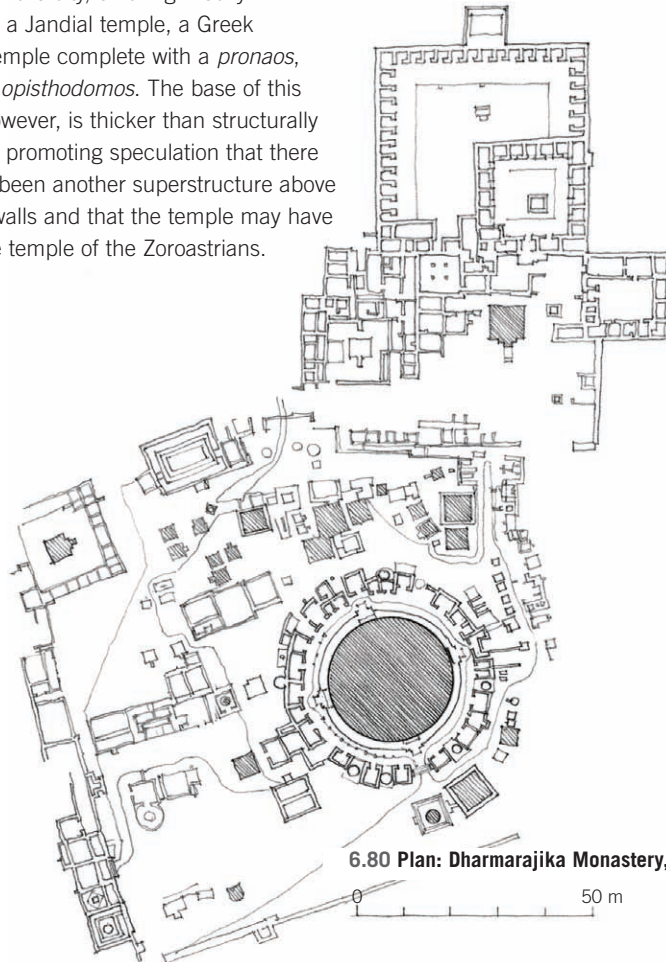 a Jandial temple, a Greek
temple complete with a pronaos,
opisthodomos. The base of this
however, is thicker than structurally
promoting speculation that there
been another superstructure above
walls and that the temple may have
temple of the Zoroastrians.
6.80 Plan: Dharmarajika Monastery,
0 50 m